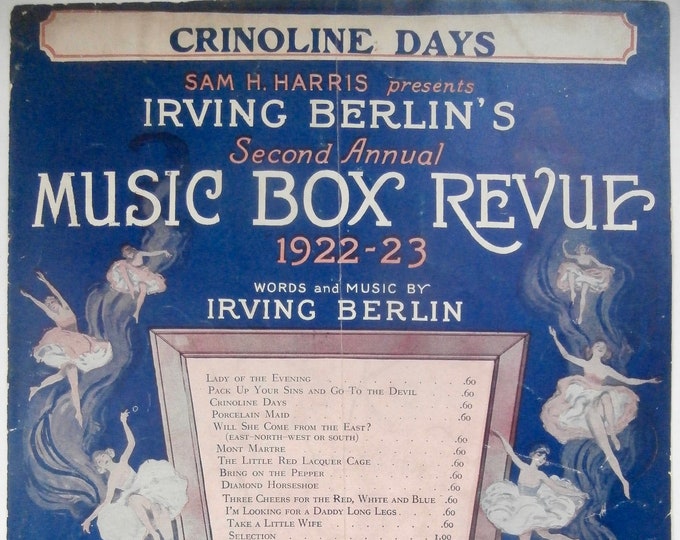 CRINOLINE DAYS
SAM H. HARRIS presents
IRVING BERLIN'S
Second Annual
MUSIC BOX REVUE
1922-23
WORDS and MUSIC BY
IRVING BERLIN
LADY OF THE EVENING . . . . . . . . . .60
PACK UP YOUR SINS AND GO TO THE DEVIL . .60
CRINOLINE DAYS . . . . . . . . . . . .60
PORCELAIN MAID . . . . . . . . . . . .60
WILL SHE COME FROM THE EAST?
(EAST-NORTH-WEST OR SOUTH) . . . . . .60
MONT MARTRE . . . . . . . . . . . . .60
THE LITTLE RED LACQUER CAGE . . . . . .60
BRING ON THE PEPPER . . . . . . . . . .60
DIAMOND HORSESHOE . . . . . . . . . . .60
THREE CHEERS FOR THE RED, WHITE AND BLUE .60
I'M LOOKING FOR A DADDY LONG LEGS . . . .60
TAKE A LITTLE WIFE . . . . . . . . . .60
SELECTION . . . . . . . . . . . . . 1.00